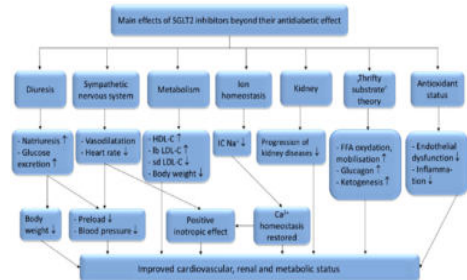 Main effects of SGLT2 inhibitors beyond their antidiabetic effect
Diuresis
Sympathetic
nervous system
Metabolism
Ion
homeostasis
Kidney
„Thrifty
substrate'
theory
Antioxidant
status
- Natriuresis ↑
- Glucose
excretion ↑
- Vasodilatation
- Heart rate ↓
- HDL-C ↑
- lb LDL-C ↑
- sd LDL-C ↓
- Body weight ↓
IC Na⁺ ↓
Progression of
kidney diseases ↓
- FFA oxydation,
mobilisation ↑
- Glucagon ↑
- Ketogenesis ↑
- Endothelial
dysfunction ↓
- Inflamma-
tion ↓
Body
weight ↓
- Preload ↓
- Blood pressure ↓
Positive
inotropic effect
Ca²⁺
homeostasis
restored
Improved cardiovascular, renal and metabolic status